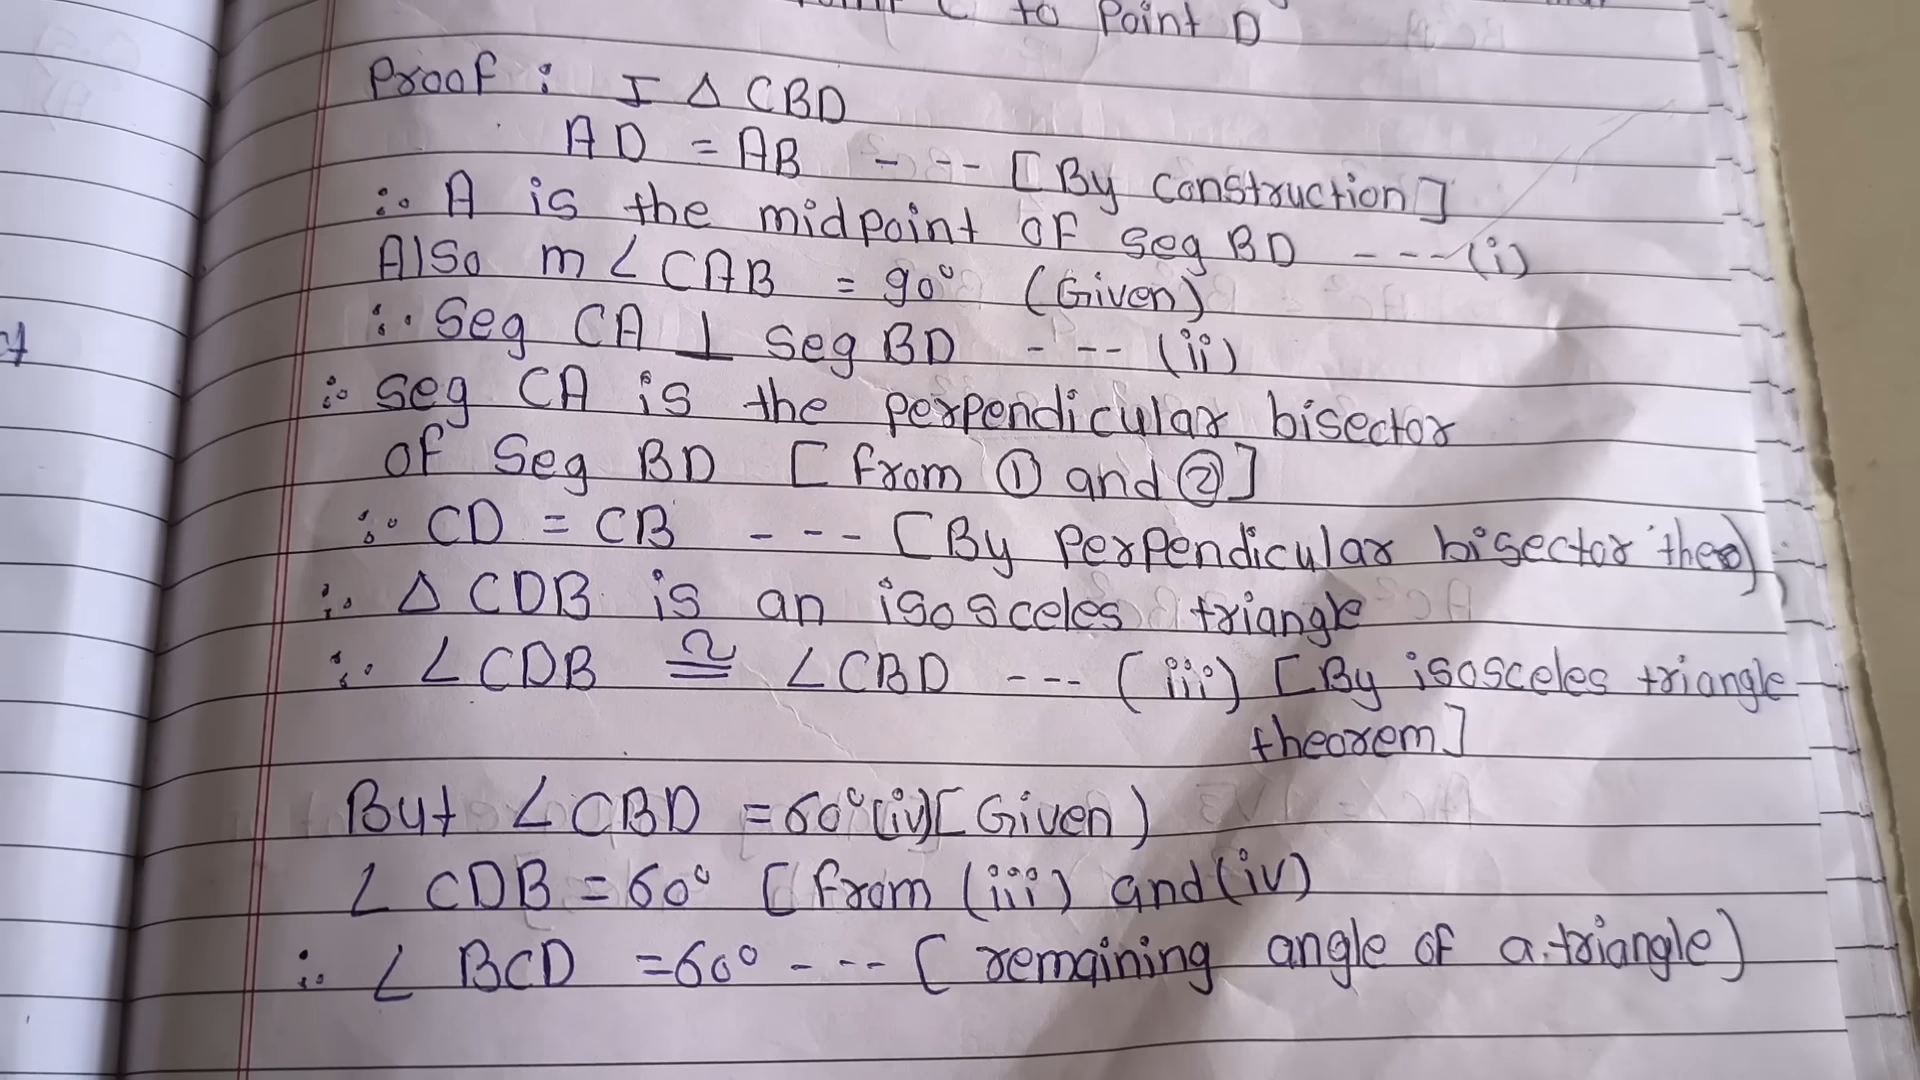 to Point D
Proof : I △ CBD
AD = AB ---- [By construction]
∴ A is the midpoint of seg BD ---- (i)
Also m∠CAB = 90° (Given)
∴ Seg CA ⊥ seg BD ---- (ii)
∴ seg CA is the perpendicular bisector
of Seg BD [from ① and ②]
∴ CD = CB ---- [By perpendicular bisector theo]
∴ △ CDB is an isosceles triangle
∴ ∠CDB ≅ ∠CBD --- (iii) [By isosceles triangle
theorem]
But ∠CBD = 60° (iv) [Given)
∠ CDB = 60° [from (iii) and (iv)
∴ ∠ BCD = 60° ---- [remaining angle of a triangle]